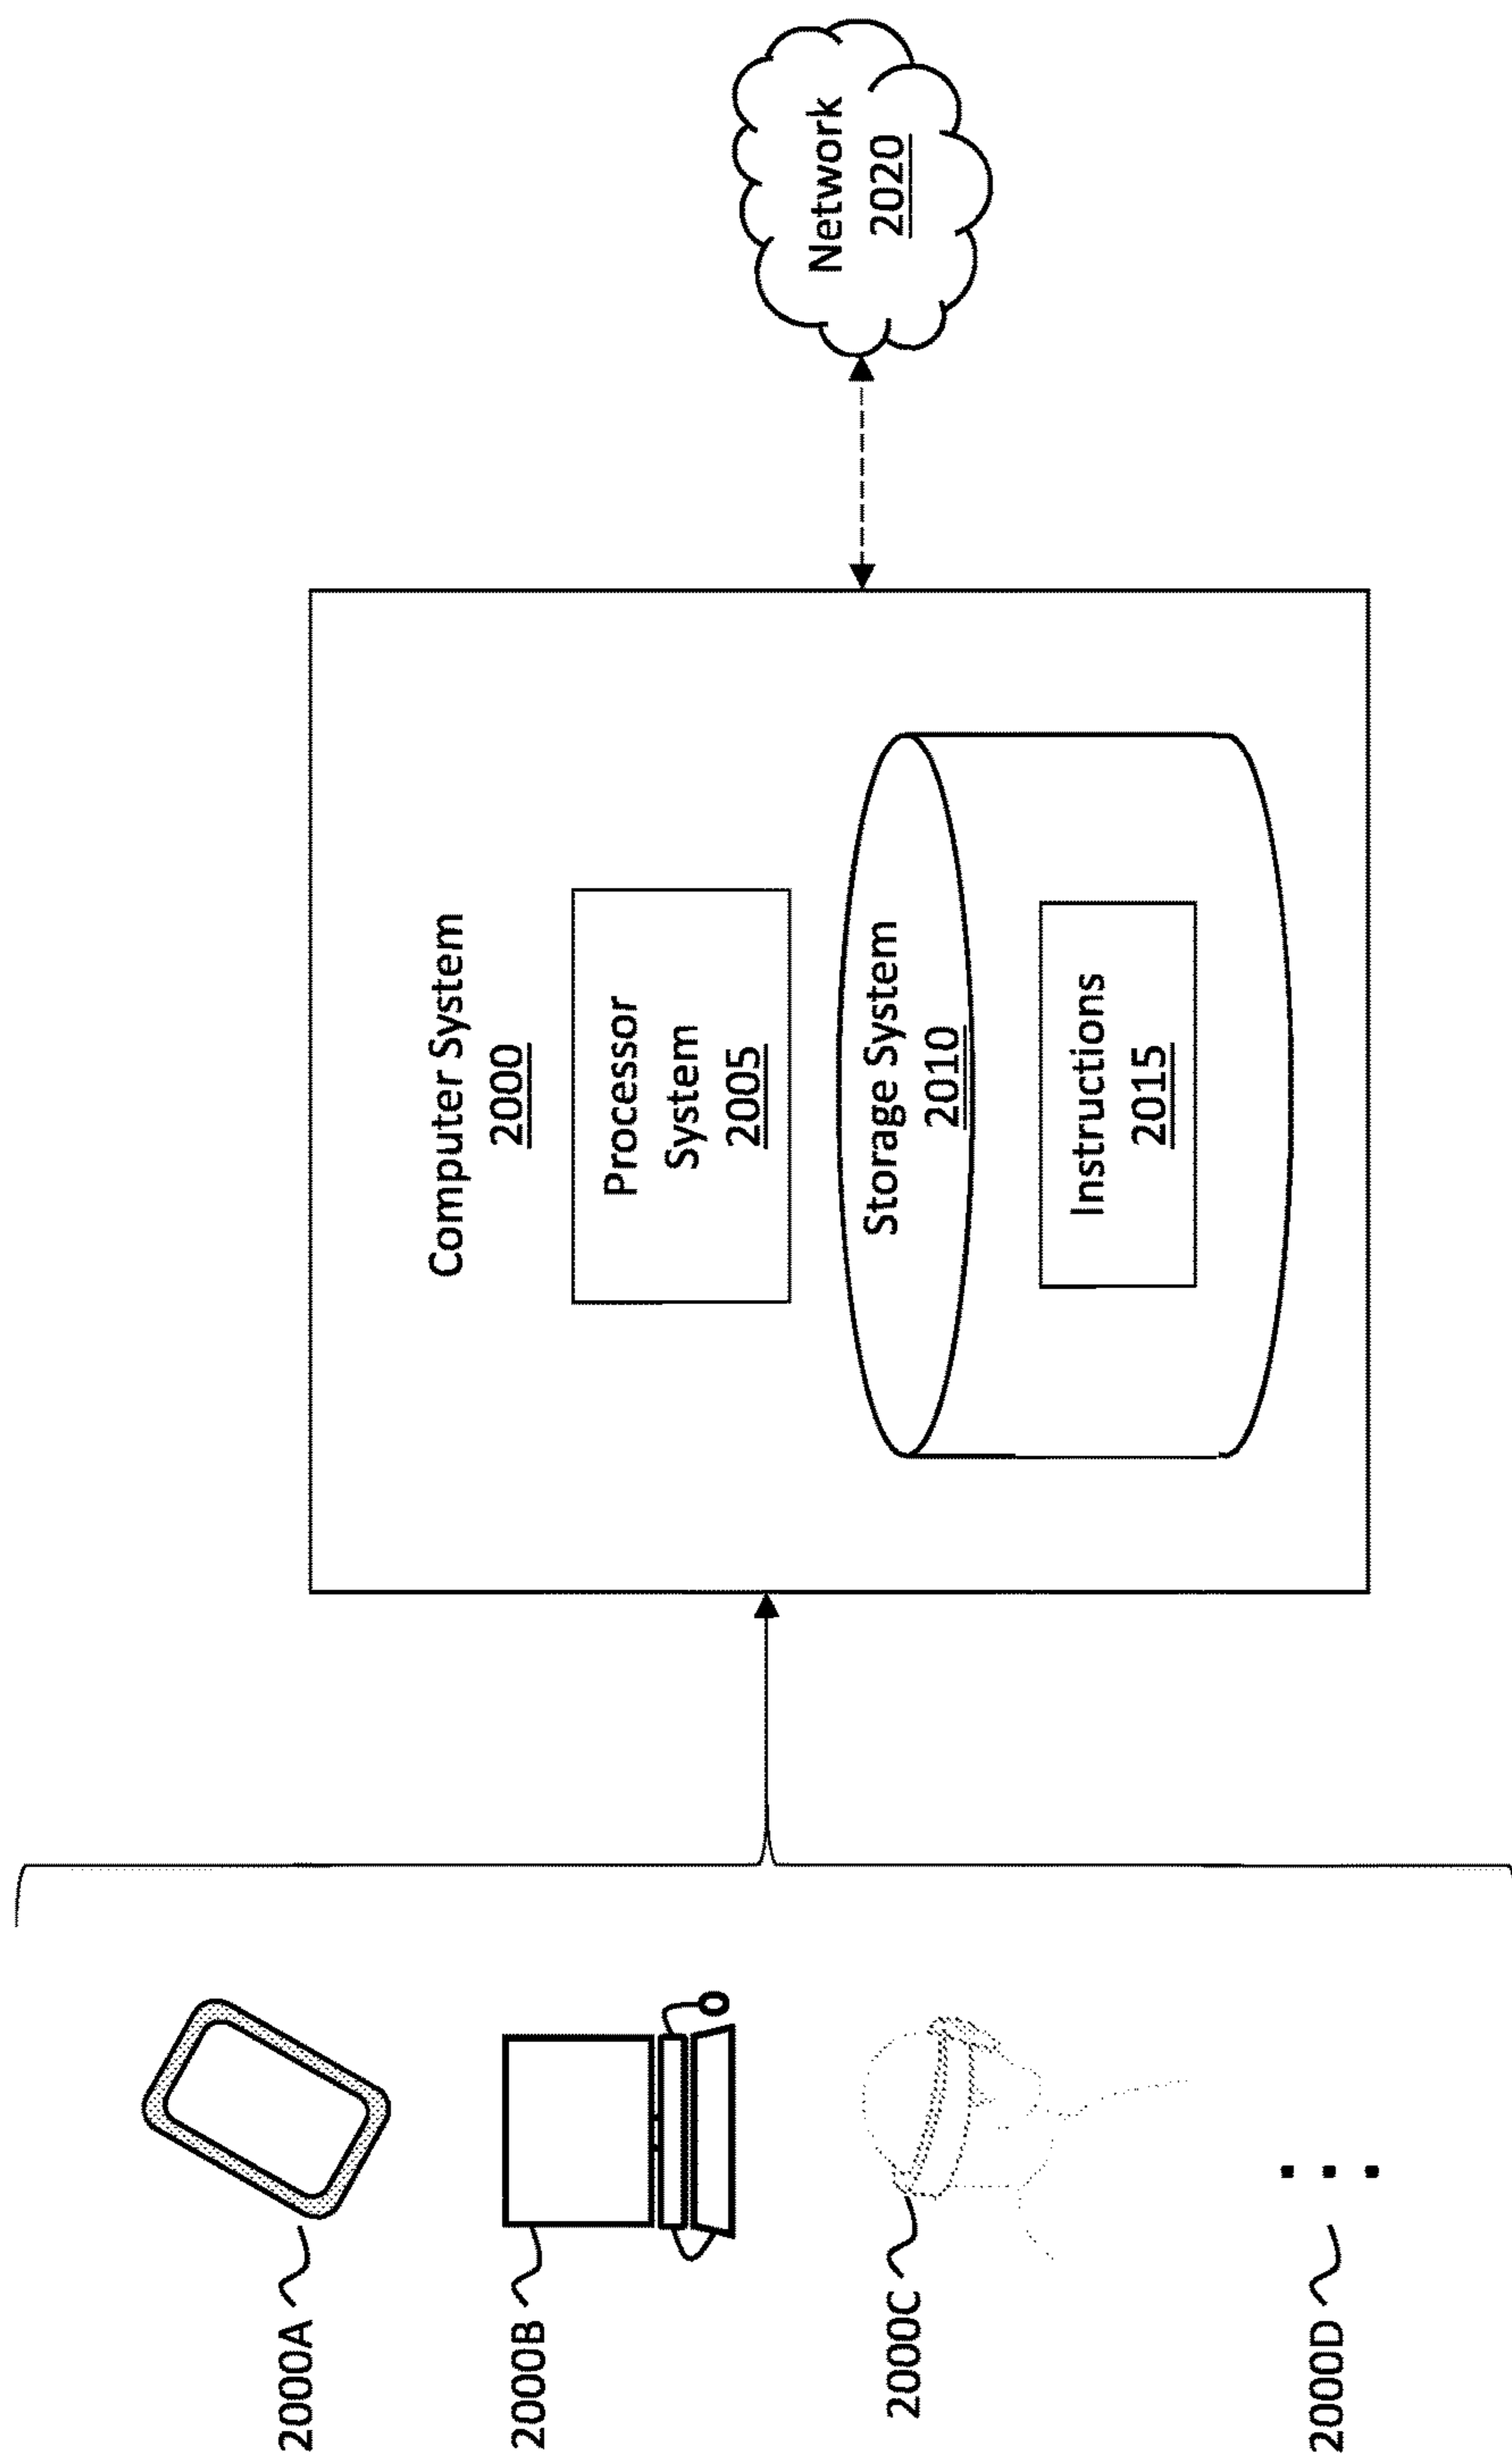 2000A
2000B
2000C
2000D
Computer System
2000
Processor
System
2005
Storage System
2010
Instructions
2015
Network
2020